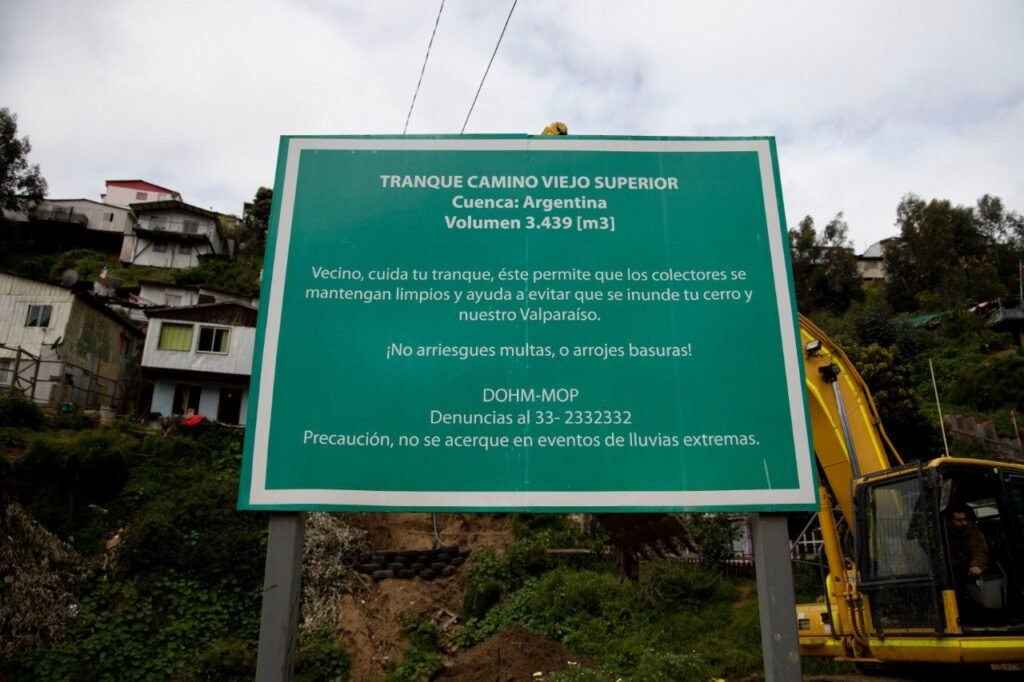 TRANQUE CAMINO VIEJO SUPERIOR
Cuenca: Argentina
Volumen 3.439 [m3]
Vecino, cuida tu tranque, éste permite que los colectores se
mantengan limpios y ayuda a evitar que se inunde tu cerro y
nuestro Valparaíso.
¡No arriesgues multas, o arrojes basuras!
DOHM-MOP
Denuncias al 33- 2332332
Precaución, no se acerque en eventos de lluvias extremas.